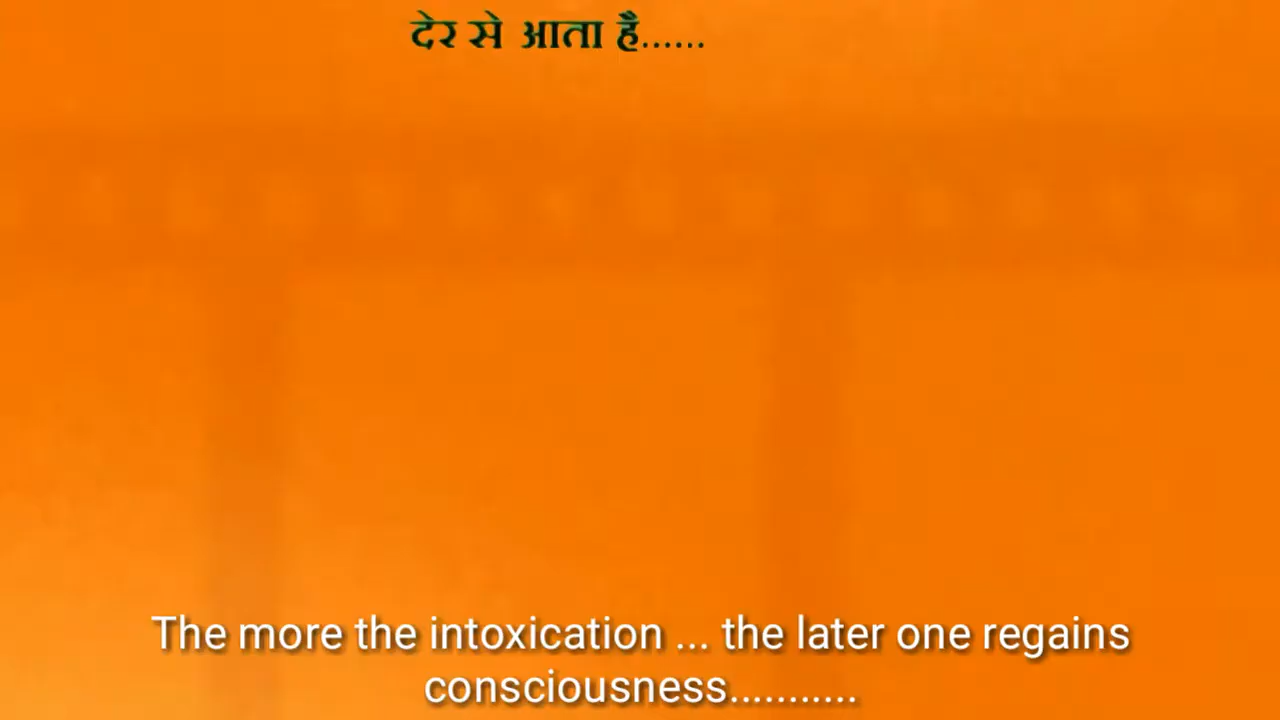 देर से आता है......
The more the intoxication ... the later one regains
consciousness...........